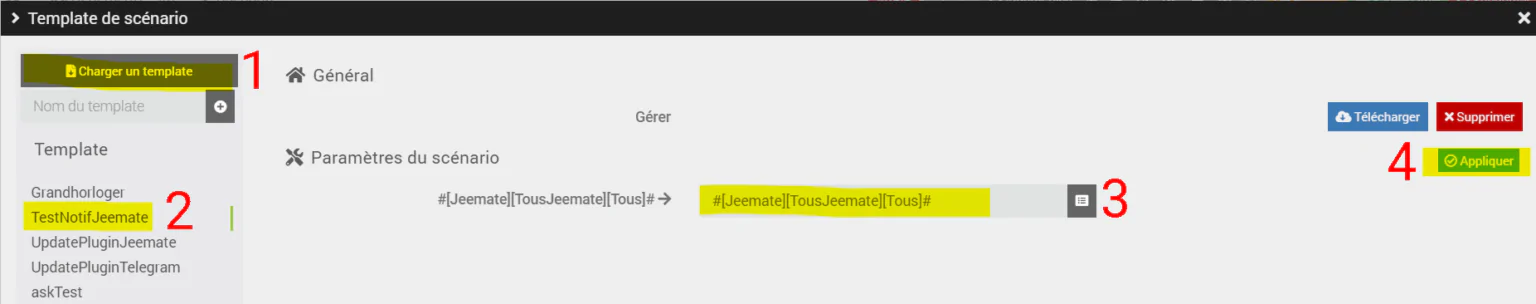 Template de scénario
Charger un template
1
Nom du template
Template
Grandhorloger
TestNotifJeemate
2
UpdatePluginJeemate
UpdatePluginTelegram
askTest
Général
Gérer
Télécharger
Supprimer
Paramètres du scénario
4
Appliquer
#[Jeemate][TousJeemate][Tous]#
#[Jeemate][TousJeemate][Tous]#
3